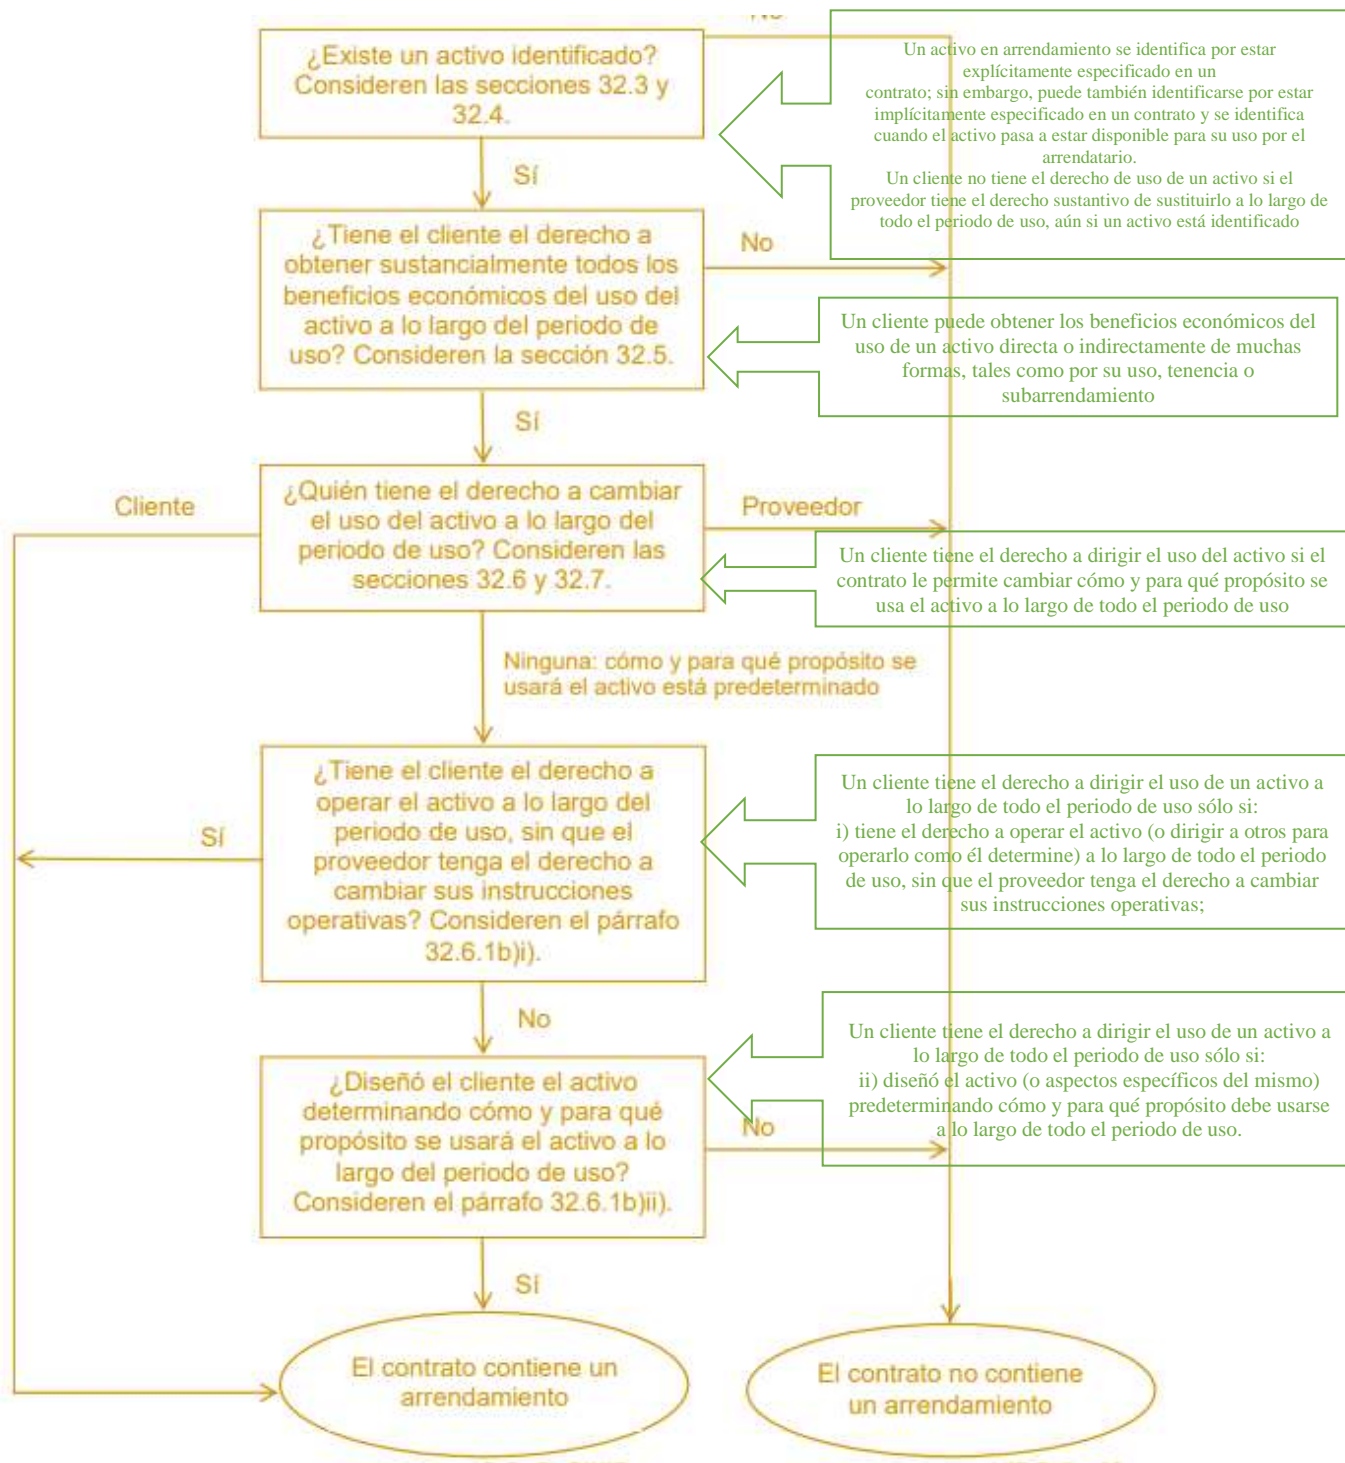 No
¿Existe un activo identificado?
Consideren las secciones 32.3 y
32.4.
Un activo en arrendamiento se identifica por estar
explícitamente especificado en un
contrato; sin embargo, puede también identificarse por estar
implícitamente especificado en un contrato y se identifica
cuando el activo pasa a estar disponible para su uso por el
arrendatario.
Un cliente no tiene el derecho de uso de un activo si el
proveedor tiene el derecho sustantivo de sustituirlo a lo largo de
todo el periodo de uso, aún si un activo está identificado
Sí
¿Tiene el cliente el derecho a
obtener sustancialmente todos los
beneficios económicos del uso del
activo a lo largo del periodo de
uso? Consideren la sección 32.5.
No
Un cliente puede obtener los beneficios económicos del
uso de un activo directa o indirectamente de muchas
formas, tales como por su uso, tenencia o
subarrendamiento
Sí
Cliente
¿Quién tiene el derecho a cambiar
el uso del activo a lo largo del
periodo de uso? Consideren las
secciones 32.6 y 32.7.
Proveedor
Un cliente tiene el derecho a dirigir el uso del activo si el
contrato le permite cambiar cómo y para qué propósito se
usa el activo a lo largo de todo el periodo de uso
Ninguna: cómo y para qué propósito se
usará el activo está predeterminado
Sí
¿Tiene el cliente el derecho a
operar el activo a lo largo del
periodo de uso, sin que el
proveedor tenga el derecho a
cambiar sus instrucciones
operativas? Consideren el párrafo
32.6.1b)i).
Un cliente tiene el derecho a dirigir el uso de un activo a
lo largo de todo el periodo de uso sólo si:
i) tiene el derecho a operar el activo (o dirigir a otros para
operarlo como él determine) a lo largo de todo el periodo
de uso, sin que el proveedor tenga el derecho a cambiar
sus instrucciones operativas;
No
¿Diseñó el cliente el activo
determinando cómo y para qué
propósito se usará el activo a lo
largo del periodo de uso?
Consideren el párrafo 32.6.1b)ii).
No
Un cliente tiene el derecho a dirigir el uso de un activo a
lo largo de todo el periodo de uso sólo si:
ii) diseñó el activo (o aspectos específicos del mismo)
predeterminando cómo y para qué propósito debe usarse
a lo largo de todo el periodo de uso.
Sí
El contrato contiene un
arrendamiento
El contrato no contiene
un arrendamiento